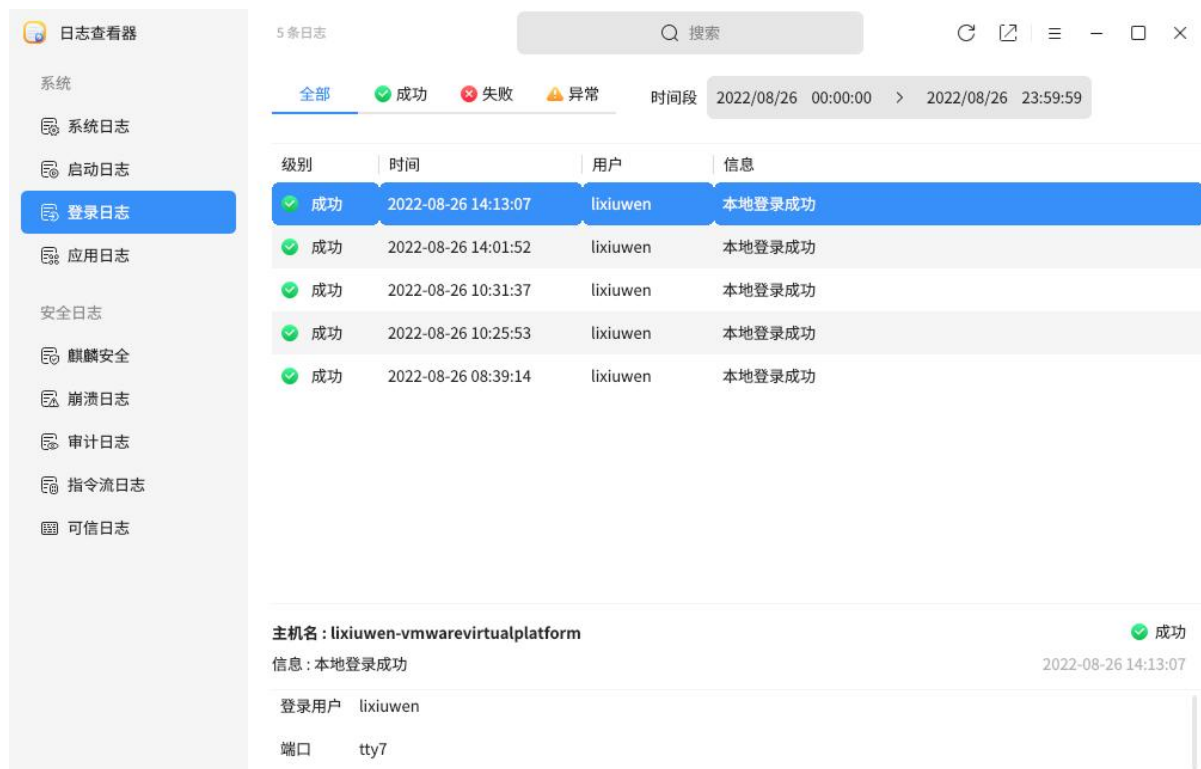 日志查看器
5 条日志
搜索
系统
系统日志
启动日志
登录日志
应用日志
安全日志
麒麟安全
崩溃日志
审计日志
指令流日志
可信日志
全部 成功 失败 异常 时间段 2022/08/26 00:00:00 > 2022/08/26 23:59:59
级别 时间 用户 信息
成功 2022-08-26 14:13:07 lixiuwen 本地登录成功
成功 2022-08-26 14:01:52 lixiuwen 本地登录成功
成功 2022-08-26 10:31:37 lixiuwen 本地登录成功
成功 2022-08-26 10:25:53 lixiuwen 本地登录成功
成功 2022-08-26 08:39:14 lixiuwen 本地登录成功
主机名 : lixiuwen-vmwarevirtualplatform 成功
信息 : 本地登录成功 2022-08-26 14:13:07
登录用户 lixiuwen
端口 tty7